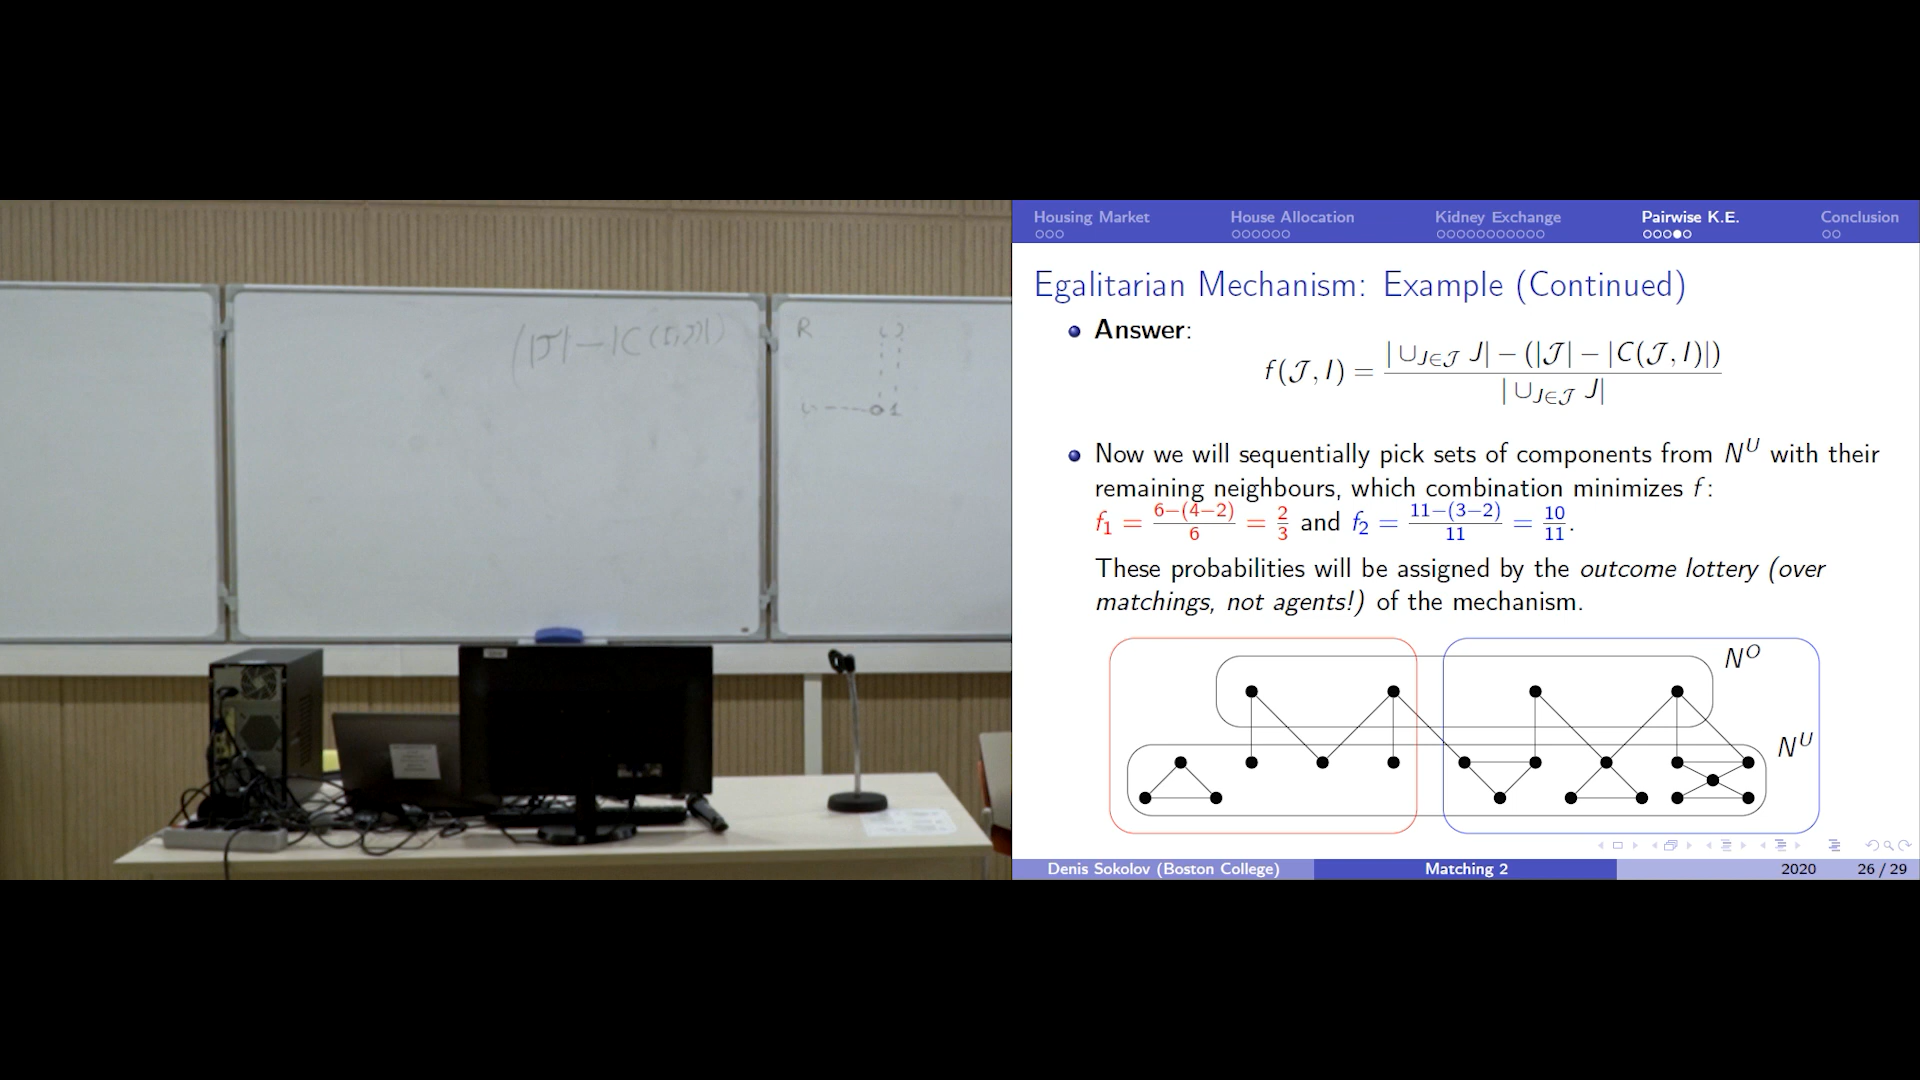 (|J| – |C(J,I)|)
R
1
Housing Market House Allocation Kidney Exchange Pairwise K.E. Conclusion
Egalitarian Mechanism: Example (Continued)
Answer:
f(𝒥, I) = (|∪_{J∈𝒥} J| − (|𝒥| − |C(𝒥, I)|)) / |∪_{J∈𝒥} J|
Now we will sequentially pick sets of components from N^U with their
remaining neighbours, which combination minimizes f:
f₁ = (6−(4−2))/6 = 2/3 and f₂ = (11−(3−2))/11 = 10/11.
These probabilities will be assigned by the outcome lottery (over
matchings, not agents!) of the mechanism.
N^O
N^U
Denis Sokolov (Boston College) Matching 2 2020 26 / 29